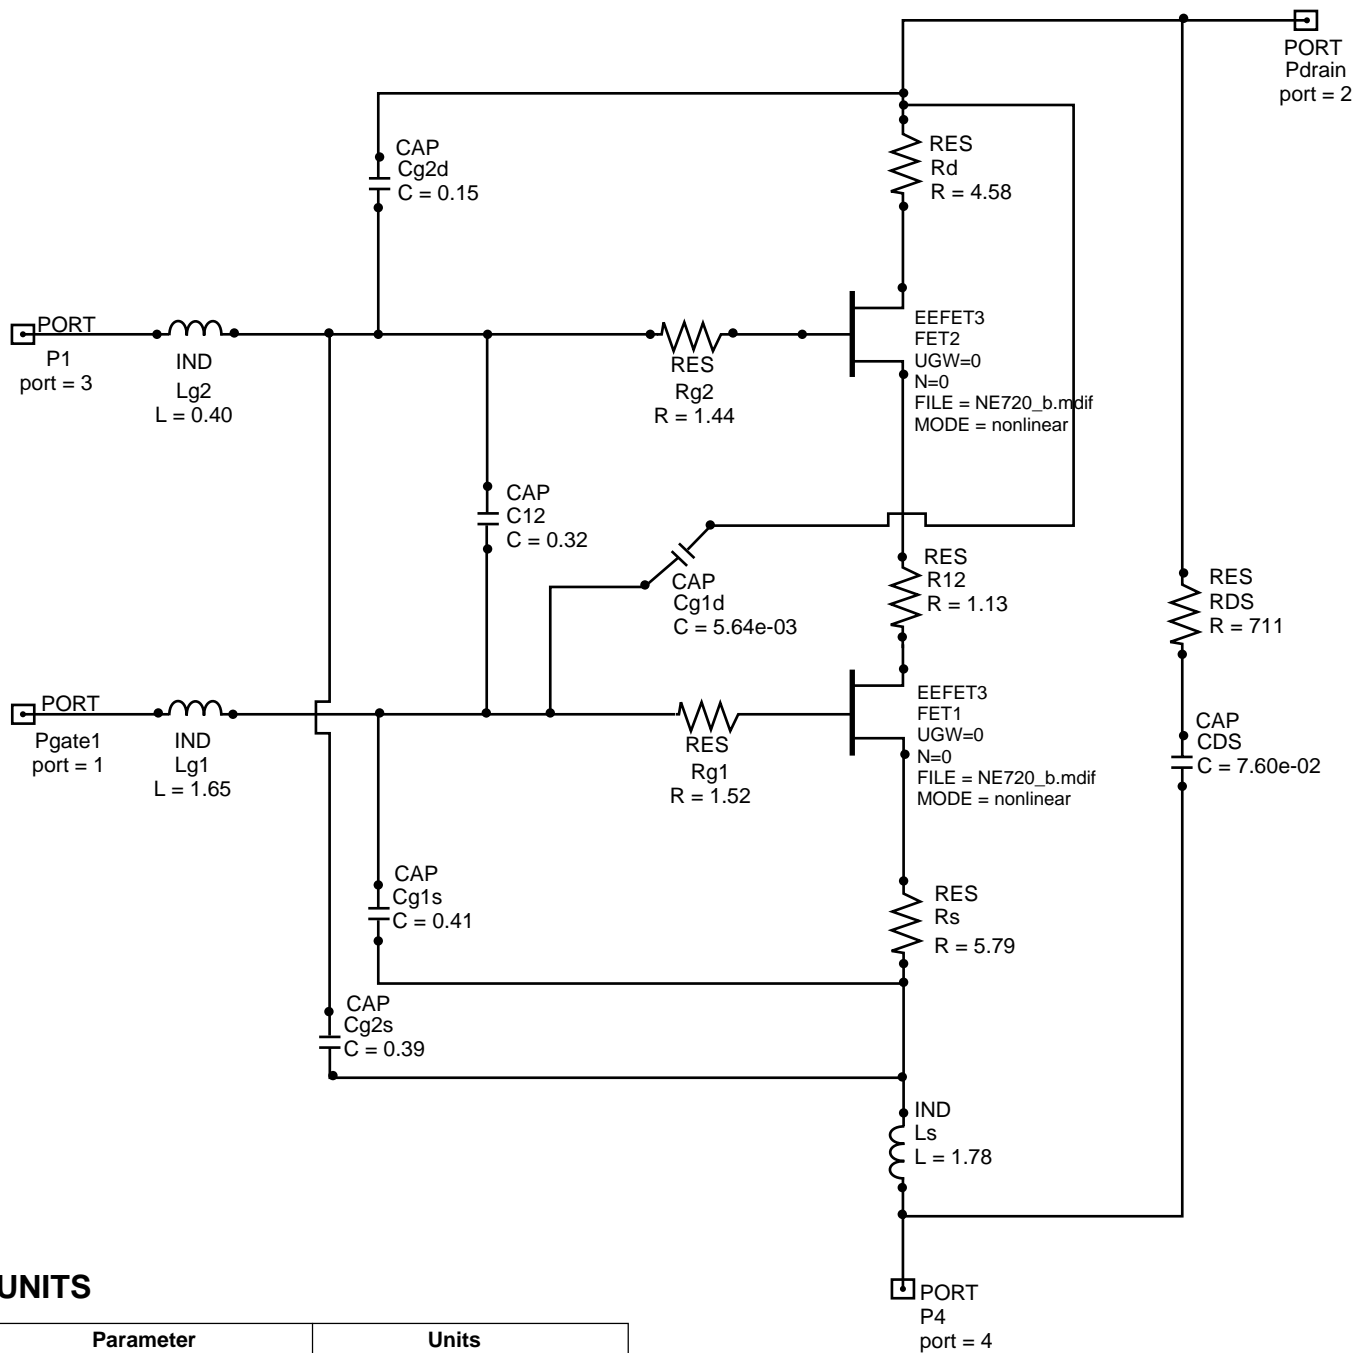 PORT
Pdrain
port = 2
CAP
Cg2d
C = 0.15
RES
Rd
R = 4.58
PORT
P1
port = 3
IND
Lg2
L = 0.40
RES
Rg2
R = 1.44
EEFET3
FET2
UGW=0
N=0
FILE = NE720_b.mdif
MODE = nonlinear
CAP
C12
C = 0.32
CAP
Cg1d
C = 5.64e-03
RES
R12
R = 1.13
RES
RDS
R = 711
PORT
Pgate1
port = 1
IND
Lg1
L = 1.65
RES
Rg1
R = 1.52
EEFET3
FET1
UGW=0
N=0
FILE = NE720_b.mdif
MODE = nonlinear
CAP
CDS
C = 7.60e-02
CAP
Cg1s
C = 0.41
RES
Rs
R = 5.79
CAP
Cg2s
C = 0.39
IND
Ls
L = 1.78
PORT
P4
port = 4
UNITS
Parameter Units